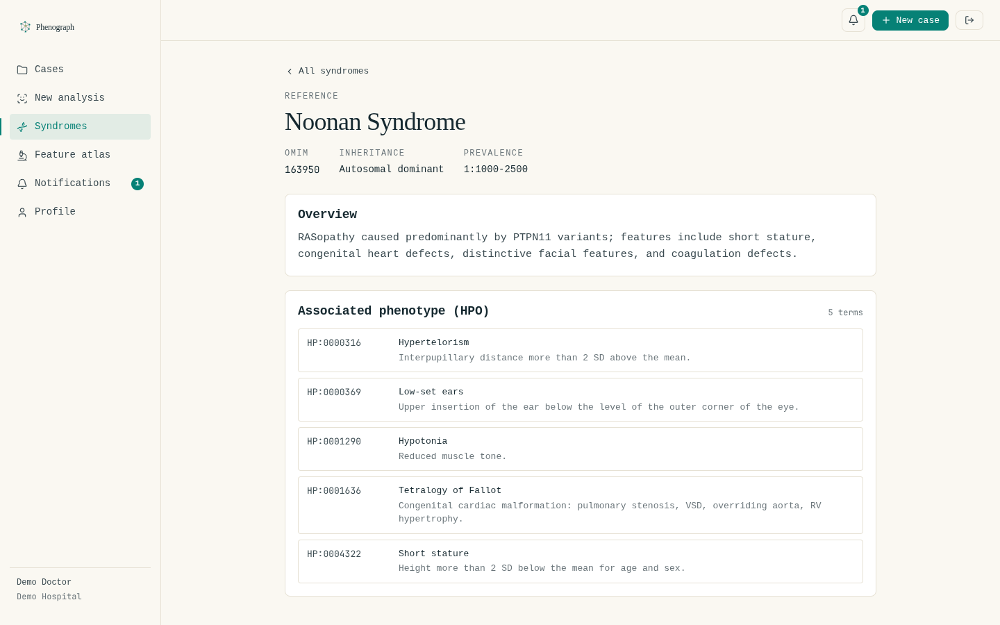 Phenograph
Cases
New analysis
Syndromes
Feature atlas
Notifications 1
Profile
Demo Doctor
Demo Hospital
1
New case
All syndromes
REFERENCE
Noonan Syndrome
OMIM INHERITANCE PREVALENCE
163950 Autosomal dominant 1:1000-2500
Overview
RASopathy caused predominantly by PTPN11 variants; features include short stature,
congenital heart defects, distinctive facial features, and coagulation defects.
Associated phenotype (HPO) 5 terms
HP:0000316 Hypertelorism
Interpupillary distance more than 2 SD above the mean.
HP:0000369 Low-set ears
Upper insertion of the ear below the level of the outer corner of the eye.
HP:0001290 Hypotonia
Reduced muscle tone.
HP:0001636 Tetralogy of Fallot
Congenital cardiac malformation: pulmonary stenosis, VSD, overriding aorta, RV
hypertrophy.
HP:0004322 Short stature
Height more than 2 SD below the mean for age and sex.